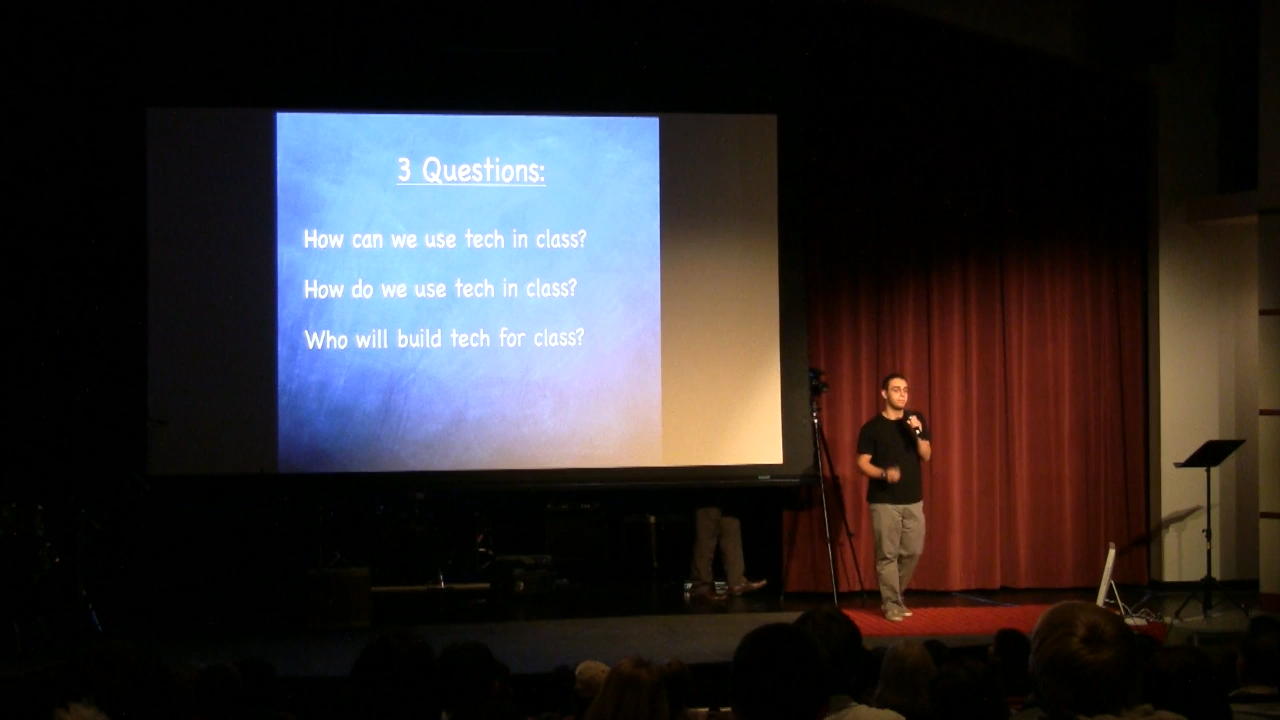 3 Questions:
How can we use tech in class?
How do we use tech in class?
Who will build tech for class?